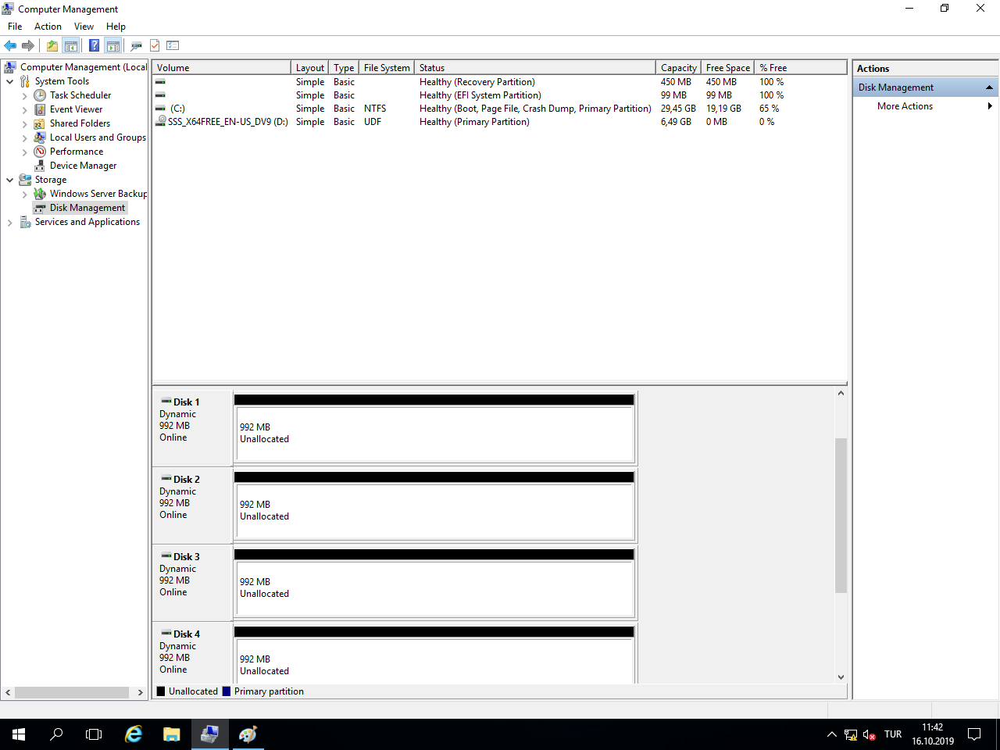 Computer Management
File Action View Help
Computer Management (Local
System Tools
Task Scheduler
Event Viewer
Shared Folders
Local Users and Groups
Performance
Device Manager
Storage
Windows Server Backup
Disk Management
Services and Applications
Volume Layout Type File System Status Capacity Free Space % Free
Simple Basic Healthy (Recovery Partition) 450 MB 450 MB 100 %
Simple Basic Healthy (EFI System Partition) 99 MB 99 MB 100 %
(C:) Simple Basic NTFS Healthy (Boot, Page File, Crash Dump, Primary Partition) 29,45 GB 19,19 GB 65 %
SSS_X64FREE_EN-US_DV9 (D:) Simple Basic UDF Healthy (Primary Partition) 6,49 GB 0 MB 0 %
Disk 1
Dynamic
992 MB
Online
992 MB
Unallocated
Disk 2
Dynamic
992 MB
Online
992 MB
Unallocated
Disk 3
Dynamic
992 MB
Online
992 MB
Unallocated
Disk 4
Dynamic
992 MB
Online
992 MB
Unallocated
Unallocated Primary partition
Actions
Disk Management
More Actions
TUR
11:42
16.10.2019